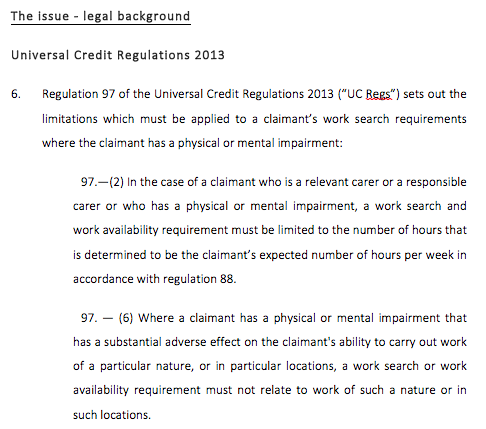 The issue - legal background
Universal Credit Regulations 2013
6. Regulation 97 of the Universal Credit Regulations 2013 (“UC Regs”) sets out the
limitations which must be applied to a claimant’s work search requirements
where the claimant has a physical or mental impairment:
97.—(2) In the case of a claimant who is a relevant carer or a responsible
carer or who has a physical or mental impairment, a work search and
work availability requirement must be limited to the number of hours that
is determined to be the claimant’s expected number of hours per week in
accordance with regulation 88.
97. — (6) Where a claimant has a physical or mental impairment that
has a substantial adverse effect on the claimant's ability to carry out work
of a particular nature, or in particular locations, a work search or work
availability requirement must not relate to work of such a nature or in
such locations.